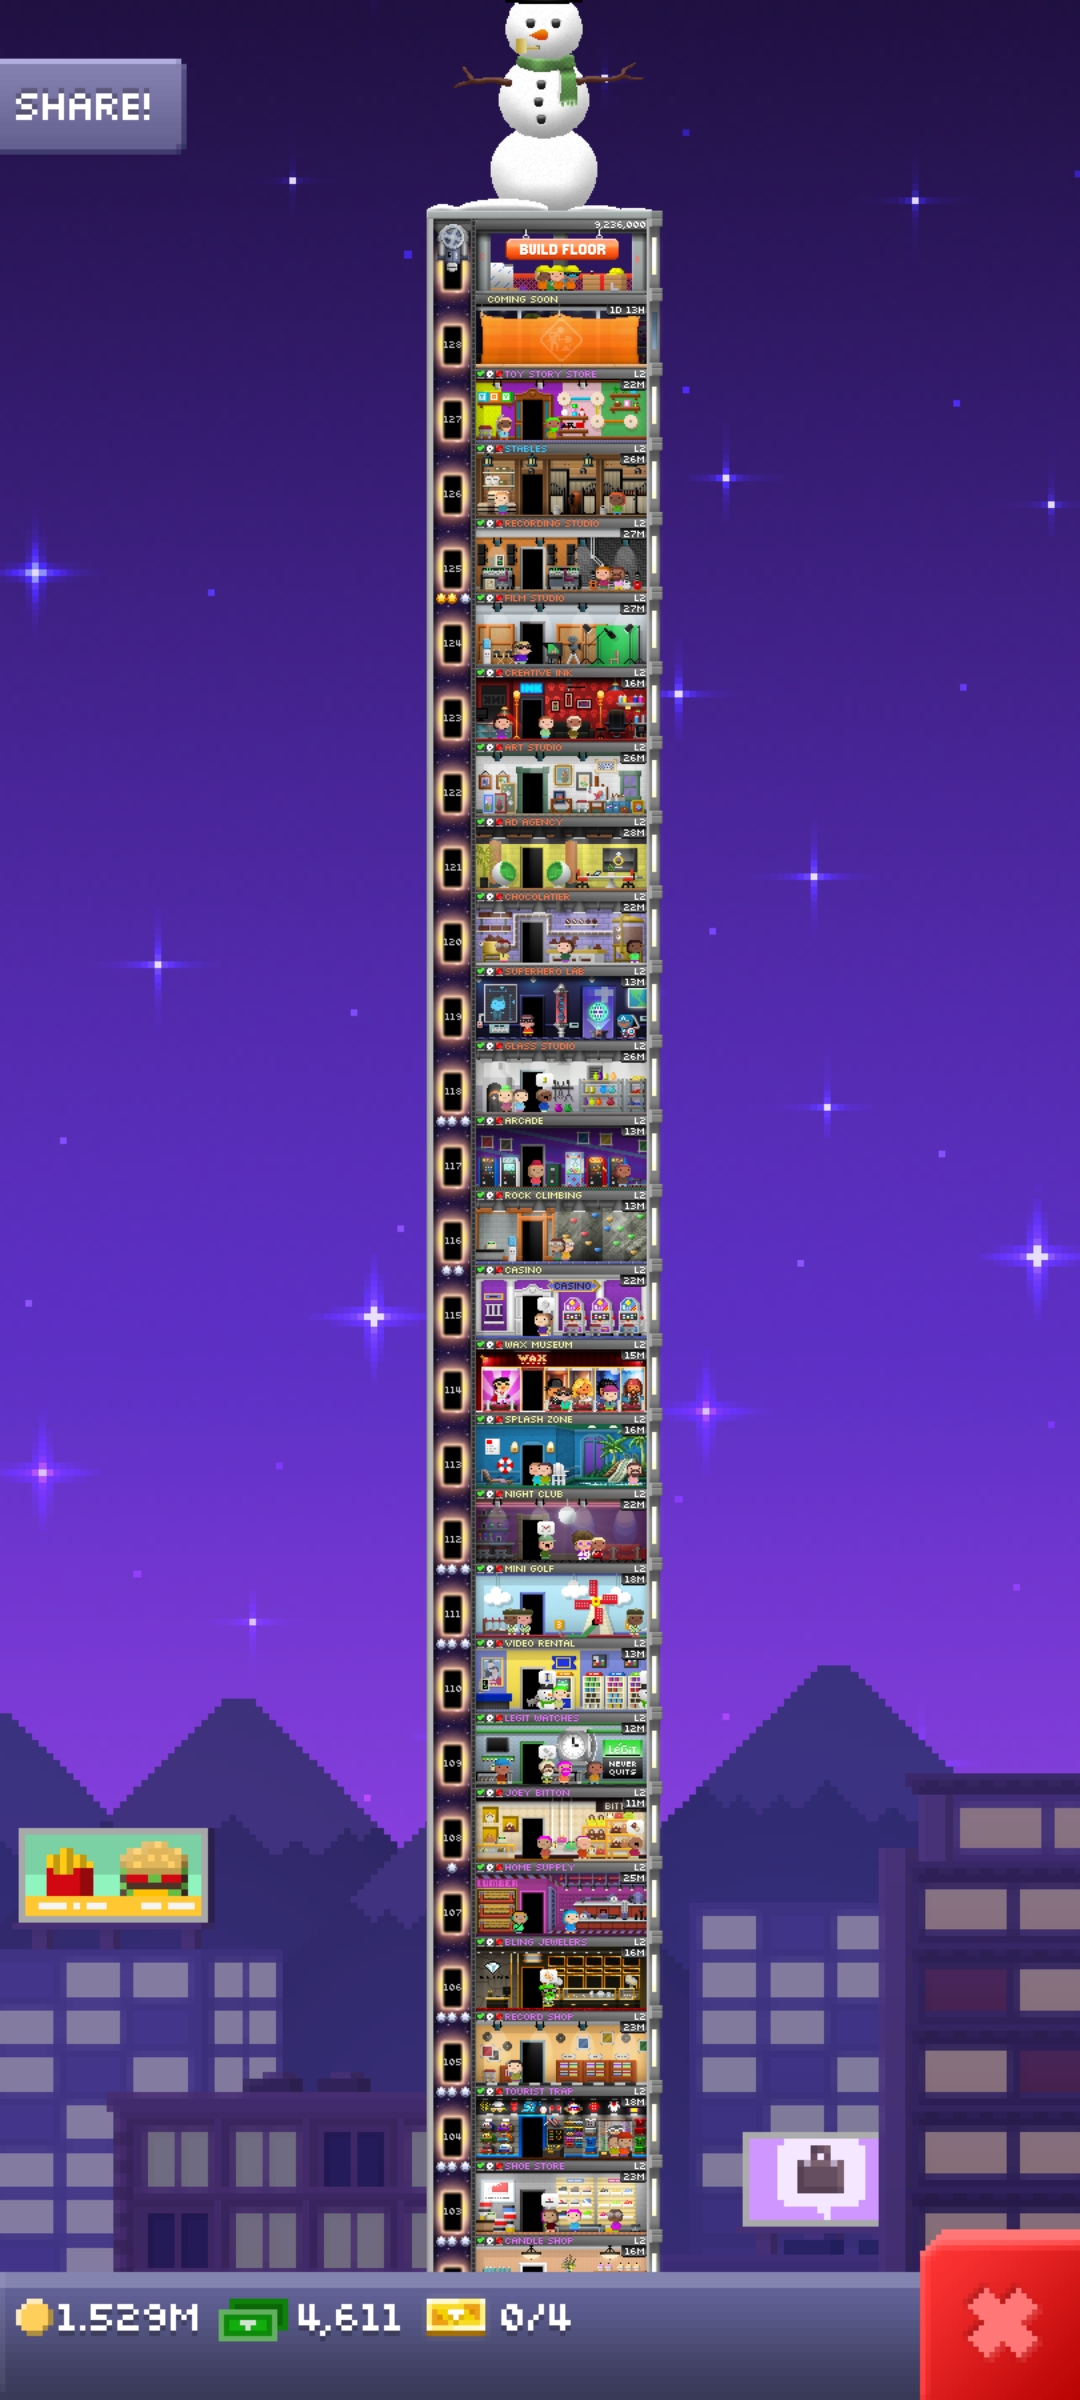 SHARE!
9,236,000
BUILD FLOOR
COMING SOON
1D 13H
128
TOY STORY STORE L2
22M
TOY
127
STABLES L2
26M
126
RECORDING STUDIO L2
27M
125
FILM STUDIO L2
27M
124
CREATIVE INK L2
16M
INK
123
ART STUDIO L2
26M
122
AD AGENCY L2
28M
121
CHOCOLATIER L2
22M
120
SUPERHERO LAB L2
13M
119
GLASS STUDIO L2
26M
118
ARCADE L2
13M
117
ROCK CLIMBING L2
13M
116
CASINO L2
22M
CASINO
115
WAX MUSEUM L2
15M
WAX
114
SPLASH ZONE L2
16M
113
NIGHT CLUB L2
22M
112
MINI GOLF L2
18M
111
VIDEO RENTAL L2
13M
110
LEGIT WATCHES L2
12M
LéGiT
NEVER
QUITS
109
JOEY BITTON L2
BITT 11M
108
HOME SUPPLY L2
25M
LUMBER
107
BLING JEWELERS L2
16M
106
RECORD SHOP L2
23M
105
TOURIST TRAP L2
18M
104
SHOE STORE L2
23M
103
CANDLE SHOP L2
16M
1.529M 4,611 0/4